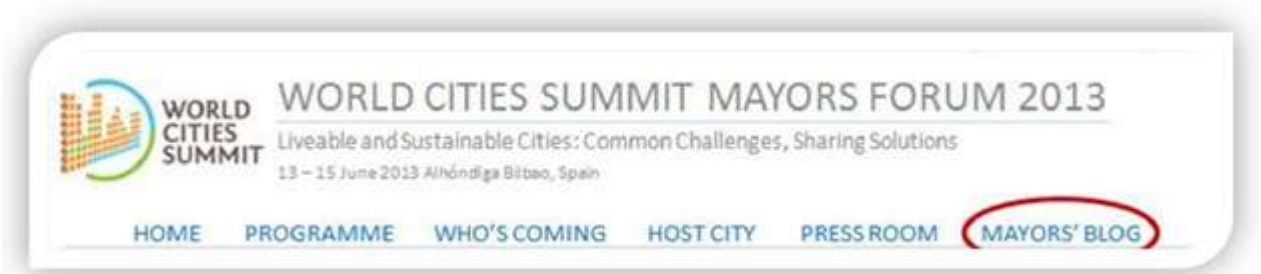 WORLD
CITIES
SUMMIT
WORLD CITIES SUMMIT MAYORS FORUM 2013
Liveable and Sustainable Cities: Common Challenges, Sharing Solutions
13 – 15 June 2013 Alhóndiga Bilbao, Spain
HOME PROGRAMME WHO'S COMING HOST CITY PRESS ROOM MAYORS' BLOG